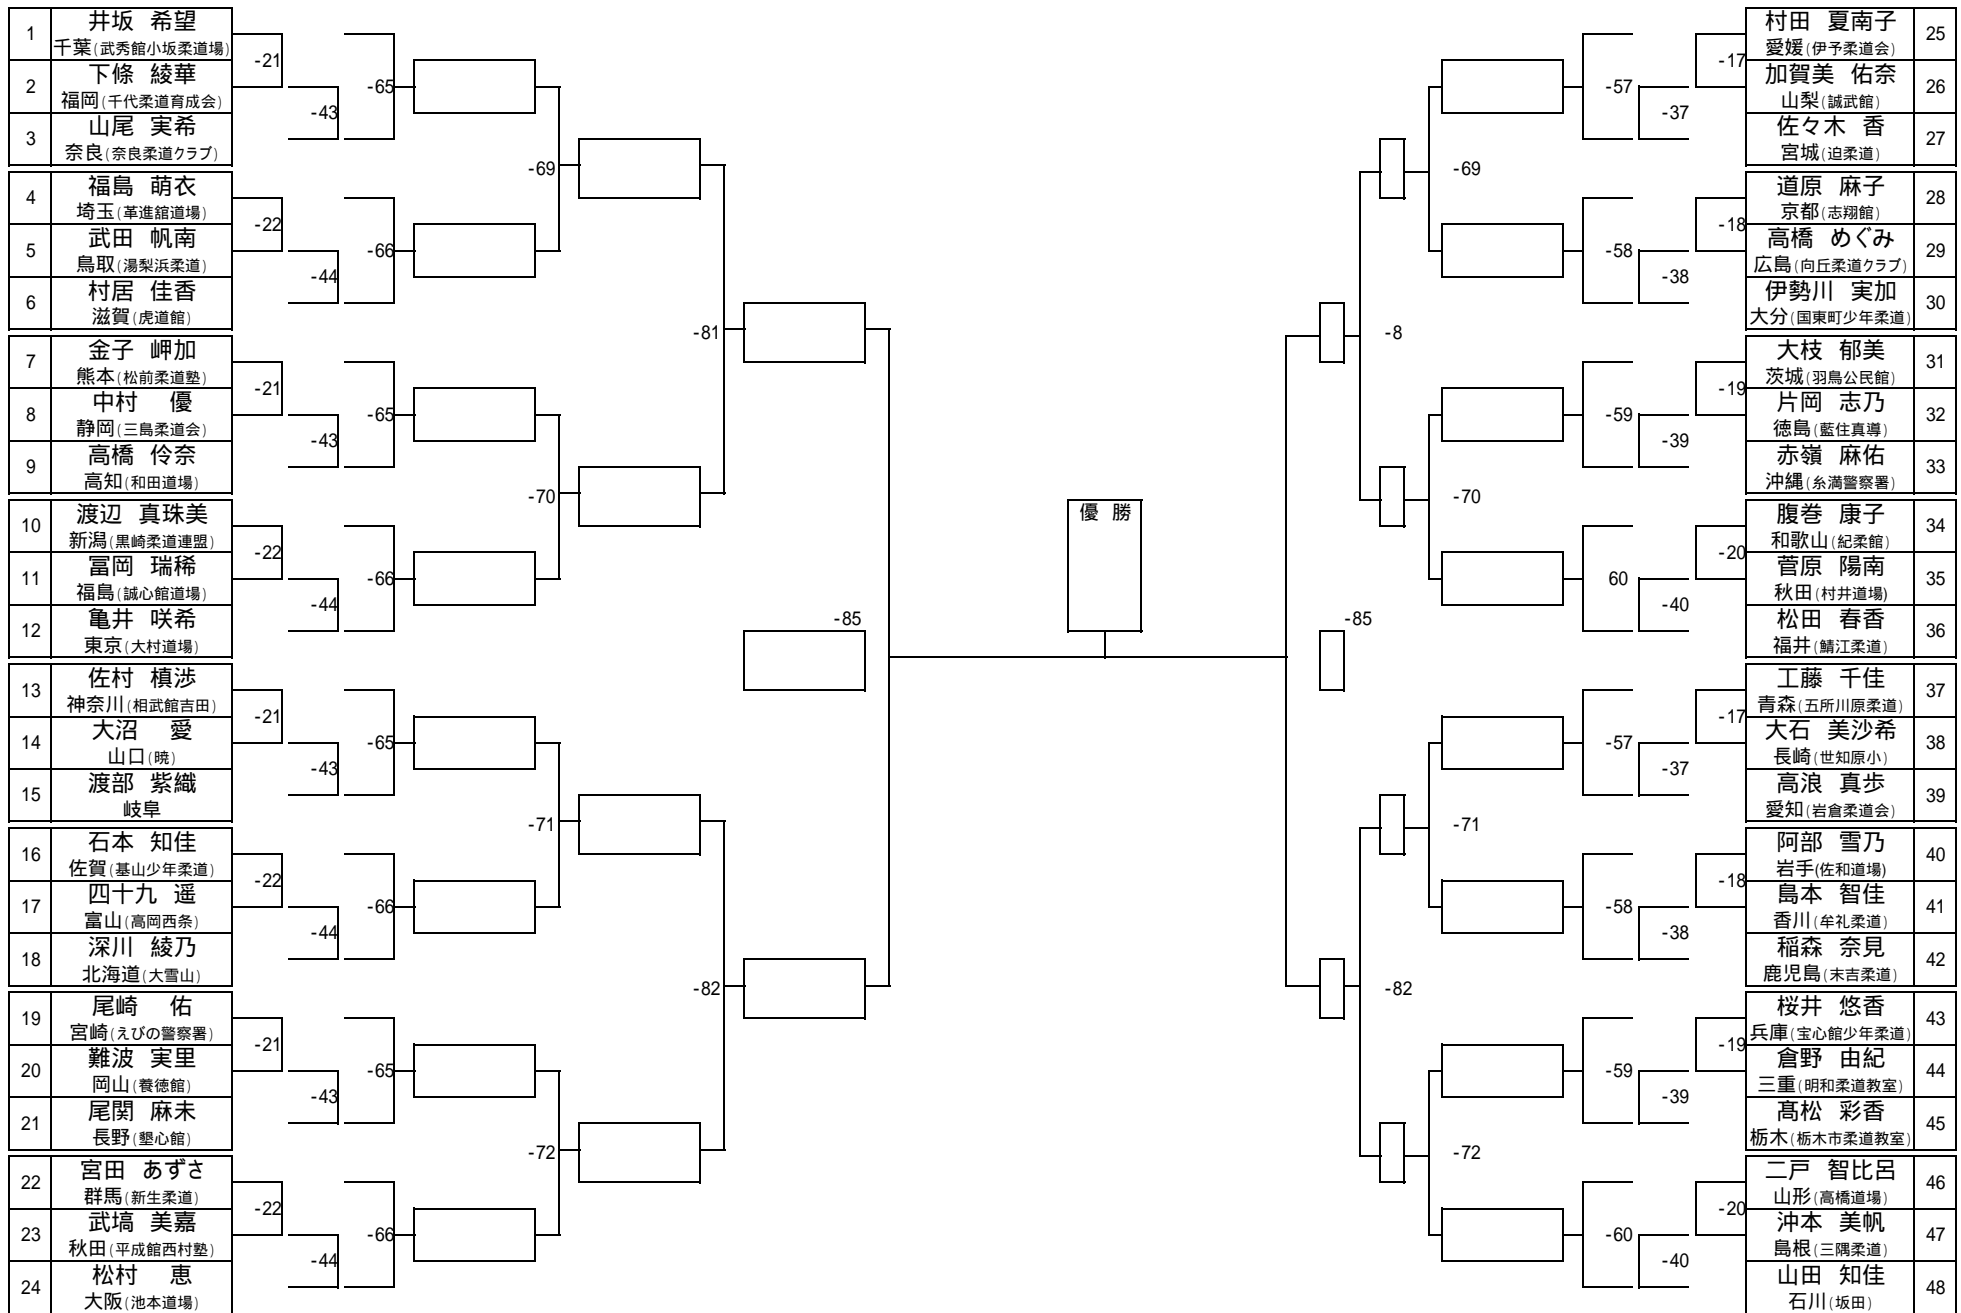 1
井坂 希望
千葉(武秀館小坂柔道場)
2
下條 綾華
福岡(千代柔道育成会)
3
山尾 実希
奈良(奈良柔道クラブ)
4
福島 萌衣
埼玉(革進舘道場)
5
武田 帆南
鳥取(湯梨浜柔道)
6
村居 佳香
滋賀(虎道館)
7
金子 岬加
熊本(松前柔道塾)
8
中村 優
静岡(三島柔道会)
9
高橋 伶奈
高知(和田道場)
10
渡辺 真珠美
新潟(黒崎柔道連盟)
11
冨岡 瑞稀
福島(誠心館道場)
12
亀井 咲希
東京(大村道場)
13
佐村 槙渉
神奈川(相武館吉田)
14
大沼 愛
山口(暁)
15
渡部 紫織
岐阜
16
石本 知佳
佐賀(基山少年柔道)
17
四十九 遥
富山(高岡西条)
18
深川 綾乃
北海道(大雪山)
19
尾崎 佑
宮崎(えびの警察署)
20
難波 実里
岡山(養徳館)
21
尾関 麻未
長野(墾心館)
22
宮田 あずさ
群馬(新生柔道)
23
武塙 美嘉
秋田(平成館西村塾)
24
松村 恵
大阪(池本道場)
-21
-43
-65
-22
-44
-66
-69
-21
-43
-65
-22
-44
-66
-70
-81
-21
-43
-65
-22
-44
-66
-71
-21
-43
-65
-22
-44
-66
-72
-82
-85
優 勝
-85
-8
-69
-57
-37
-17
-58
-38
-18
-70
-59
-39
-19
60
-40
-20
-82
-71
-57
-37
-17
-58
-38
-18
-72
-59
-39
-19
-60
-40
-20
村田 夏南子
愛媛(伊予柔道会)
25
加賀美 佑奈
山梨(誠武館)
26
佐々木 香
宮城(迫柔道)
27
道原 麻子
京都(志翔館)
28
高橋 めぐみ
広島(向丘柔道クラブ)
29
伊勢川 実加
大分(国東町少年柔道)
30
大枝 郁美
茨城(羽鳥公民館)
31
片岡 志乃
徳島(藍住真導)
32
赤嶺 麻佑
沖縄(糸満警察署)
33
腹巻 康子
和歌山(紀柔館)
34
菅原 陽南
秋田(村井道場)
35
松田 春香
福井(鯖江柔道)
36
工藤 千佳
青森(五所川原柔道)
37
大石 美沙希
長崎(世知原小)
38
高浪 真歩
愛知(岩倉柔道会)
39
阿部 雪乃
岩手(佐和道場)
40
島本 智佳
香川(牟礼柔道)
41
稲森 奈見
鹿児島(末吉柔道)
42
桜井 悠香
兵庫(宝心館少年柔道)
43
倉野 由紀
三重(明和柔道教室)
44
髙松 彩香
栃木(栃木市柔道教室)
45
二戸 智比呂
山形(高橋道場)
46
沖本 美帆
島根(三隅柔道)
47
山田 知佳
石川(坂田)
48